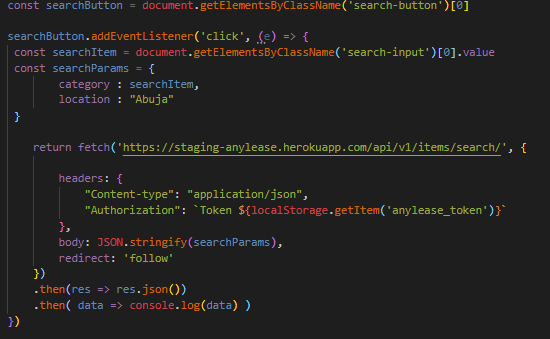 const searchButton = document.getElementsByClassName('search-button')[0]
searchButton.addEventListener('click', (e) => {
const searchItem = document.getElementsByClassName('search-input')[0].value
const searchParams = {
category : searchItem,
location : "Abuja"
}
return fetch('https://staging-anylease.herokuapp.com/api/v1/items/search/', {
headers: {
"Content-type": "application/json",
"Authorization": `Token ${localStorage.getItem('anylease_token')}`
},
body: JSON.stringify(searchParams),
redirect: 'follow'
})
.then(res => res.json())
.then( data => console.log(data) )
})